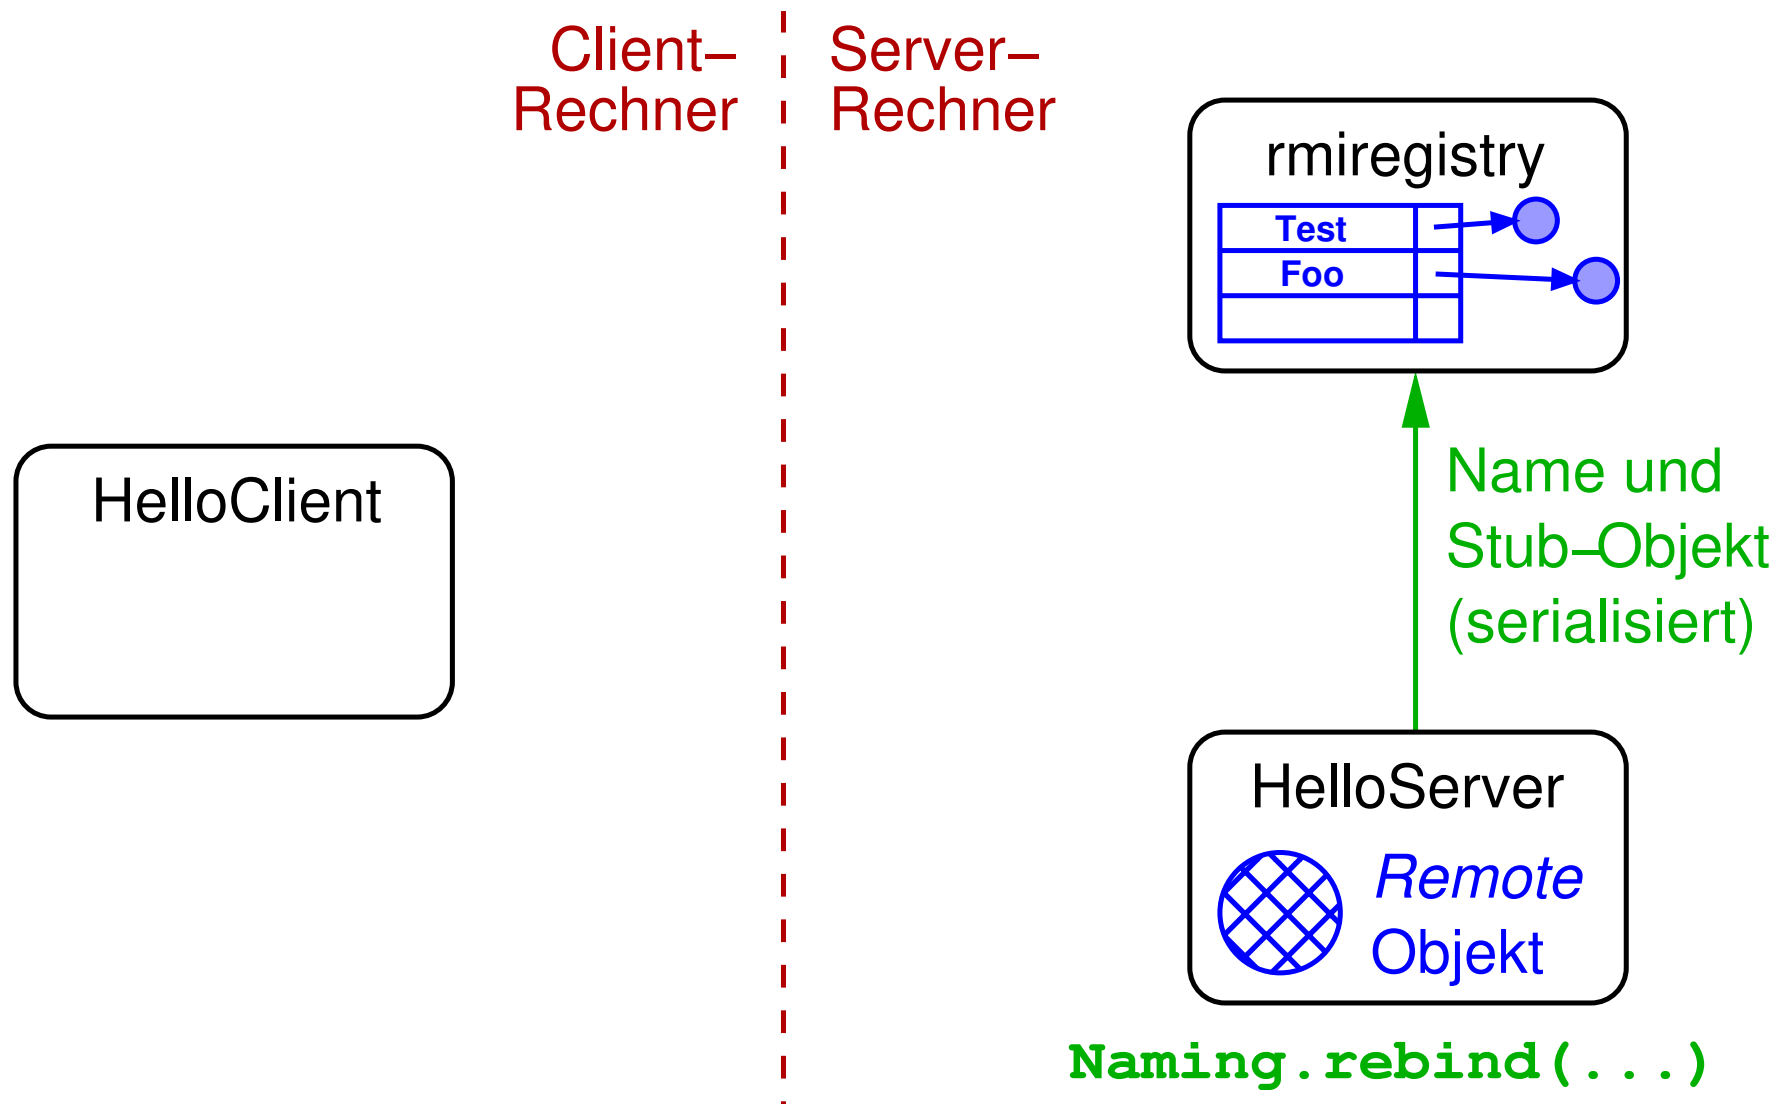 Client–
Rechner
Server–
Rechner
rmiregistry
Test
Foo
HelloClient
Name und
Stub–Objekt
(serialisiert)
HelloServer
Remote
Objekt
Naming.rebind(...)